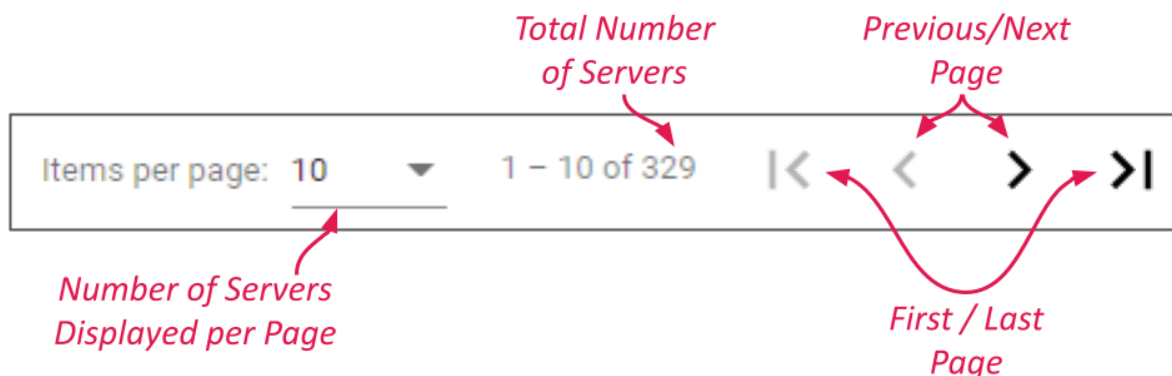 Total Number
of Servers
Previous/Next
Page
Items per page: 10
1 – 10 of 329
Number of Servers
Displayed per Page
First / Last
Page